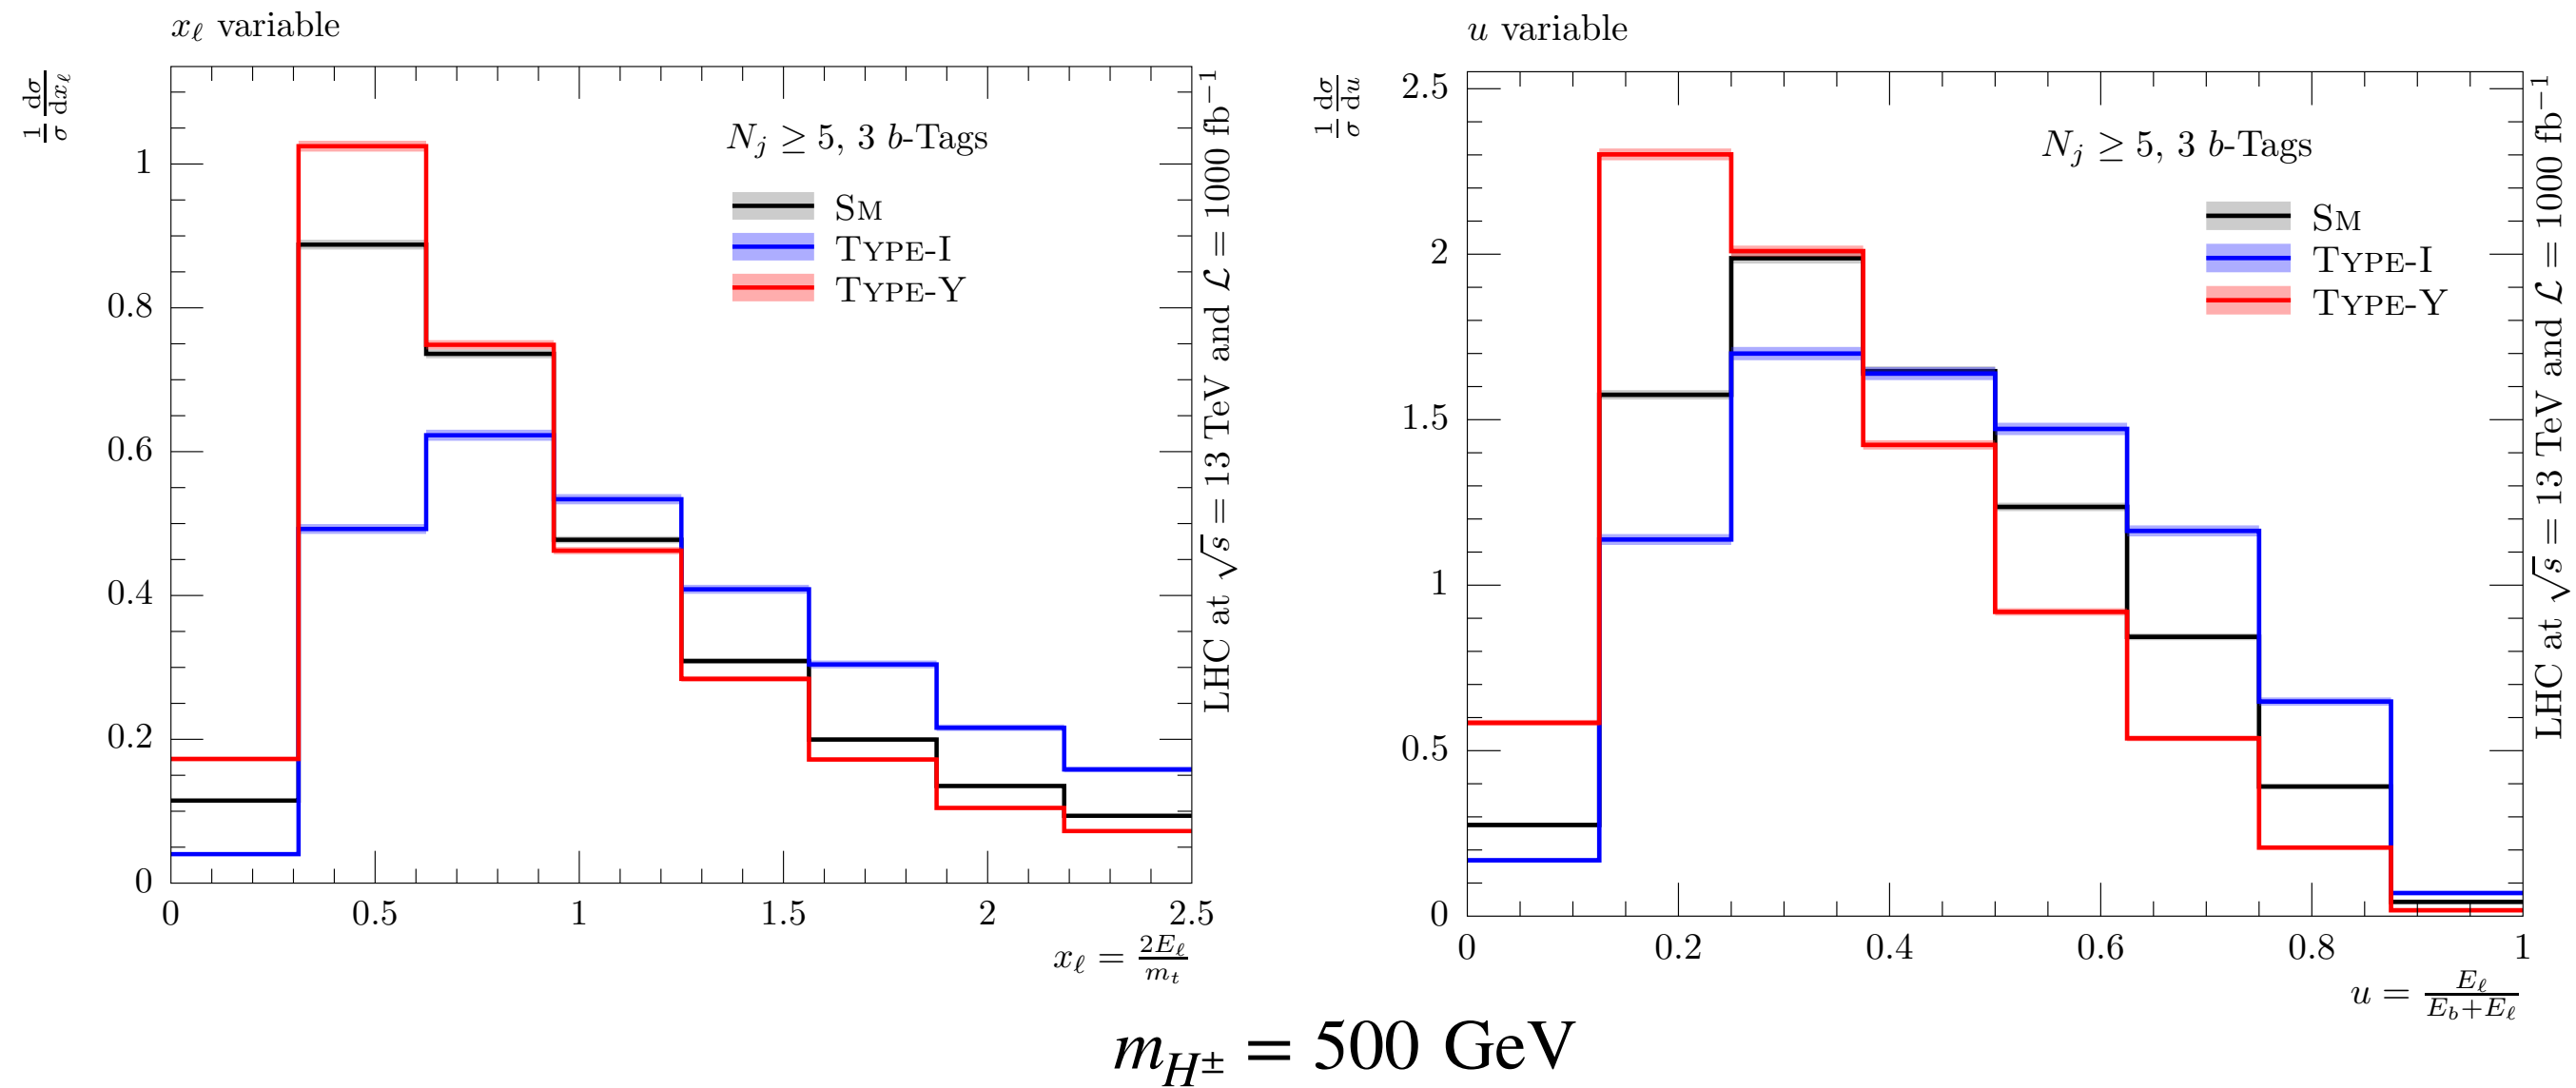 xℓ variable
1/σ dσ/dxℓ
Nj ≥ 5, 3 b-Tags
SM
TYPE-I
TYPE-Y
1
0.8
0.6
0.4
0.2
0
0 0.5 1 1.5 2 2.5
xℓ = 2Eℓ/mt
LHC at √s = 13 TeV and ℒ = 1000 fb⁻¹
u variable
1/σ dσ/du
Nj ≥ 5, 3 b-Tags
SM
TYPE-I
TYPE-Y
2.5
2
1.5
1
0.5
0
0 0.2 0.4 0.6 0.8 1
u = Eℓ/(Eb+Eℓ)
LHC at √s = 13 TeV and ℒ = 1000 fb⁻¹
mH± = 500 GeV